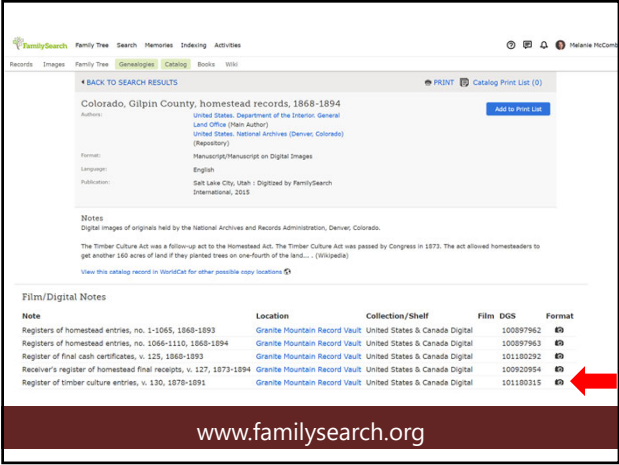 FamilySearch Family Tree Search Memories Indexing Activities Melanie McComb
Records Images Family Tree Genealogies Catalog Books Wiki
BACK TO SEARCH RESULTS PRINT Catalog Print List (0)
Colorado, Gilpin County, homestead records, 1868-1894
Add to Print List
Authors: United States. Department of the Interior. General
Land Office (Main Author)
United States. National Archives (Denver, Colorado)
(Repository)
Format: Manuscript/Manuscript on Digital Images
Language: English
Publication: Salt Lake City, Utah : Digitized by FamilySearch
International, 2015
Notes
Digital images of originals held by the National Archives and Records Administration, Denver, Colorado.
The Timber Culture Act was a follow-up act to the Homestead Act. The Timber Culture Act was passed by Congress in 1873. The act allowed homesteaders to
get another 160 acres of land if they planted trees on one-fourth of the land... . (Wikipedia)
View this catalog record in WorldCat for other possible copy locations
Film/Digital Notes
Note Location Collection/Shelf Film DGS Format
Registers of homestead entries, no. 1-1065, 1868-1893 Granite Mountain Record Vault United States & Canada Digital 100897962
Registers of homestead entries, no. 1066-1110, 1868-1894 Granite Mountain Record Vault United States & Canada Digital 100897963
Register of final cash certificates, v. 125, 1868-1893 Granite Mountain Record Vault United States & Canada Digital 101180292
Receiver's register of homestead final receipts, v. 127, 1873-1894 Granite Mountain Record Vault United States & Canada Digital 100920954
Register of timber culture entries, v. 130, 1878-1891 Granite Mountain Record Vault United States & Canada Digital 101180315
www.familysearch.org